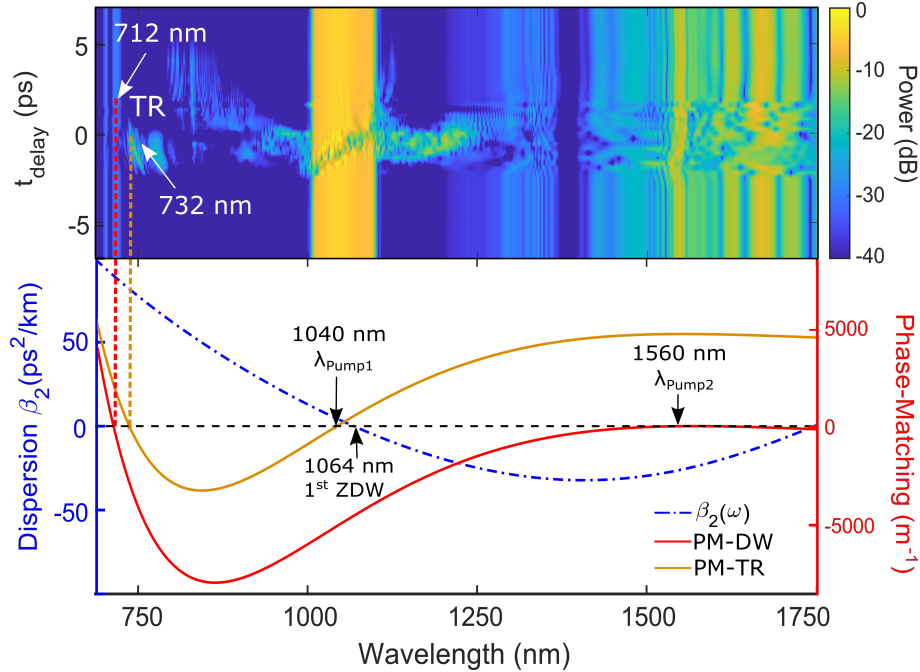 712 nm
TR
732 nm
t_delay (ps)
5
0
-5
0
-10
-20
-30
-40
Power (dB)
Dispersion β₂(ps²/km)
50
0
-50
1040 nm
λ_Pump1
1560 nm
λ_Pump2
1064 nm
1ˢᵗ ZDW
β₂(ω)
PM-DW
PM-TR
5000
0
-5000
Phase-Matching (m⁻¹)
750
1000
1250
1500
1750
Wavelength (nm)